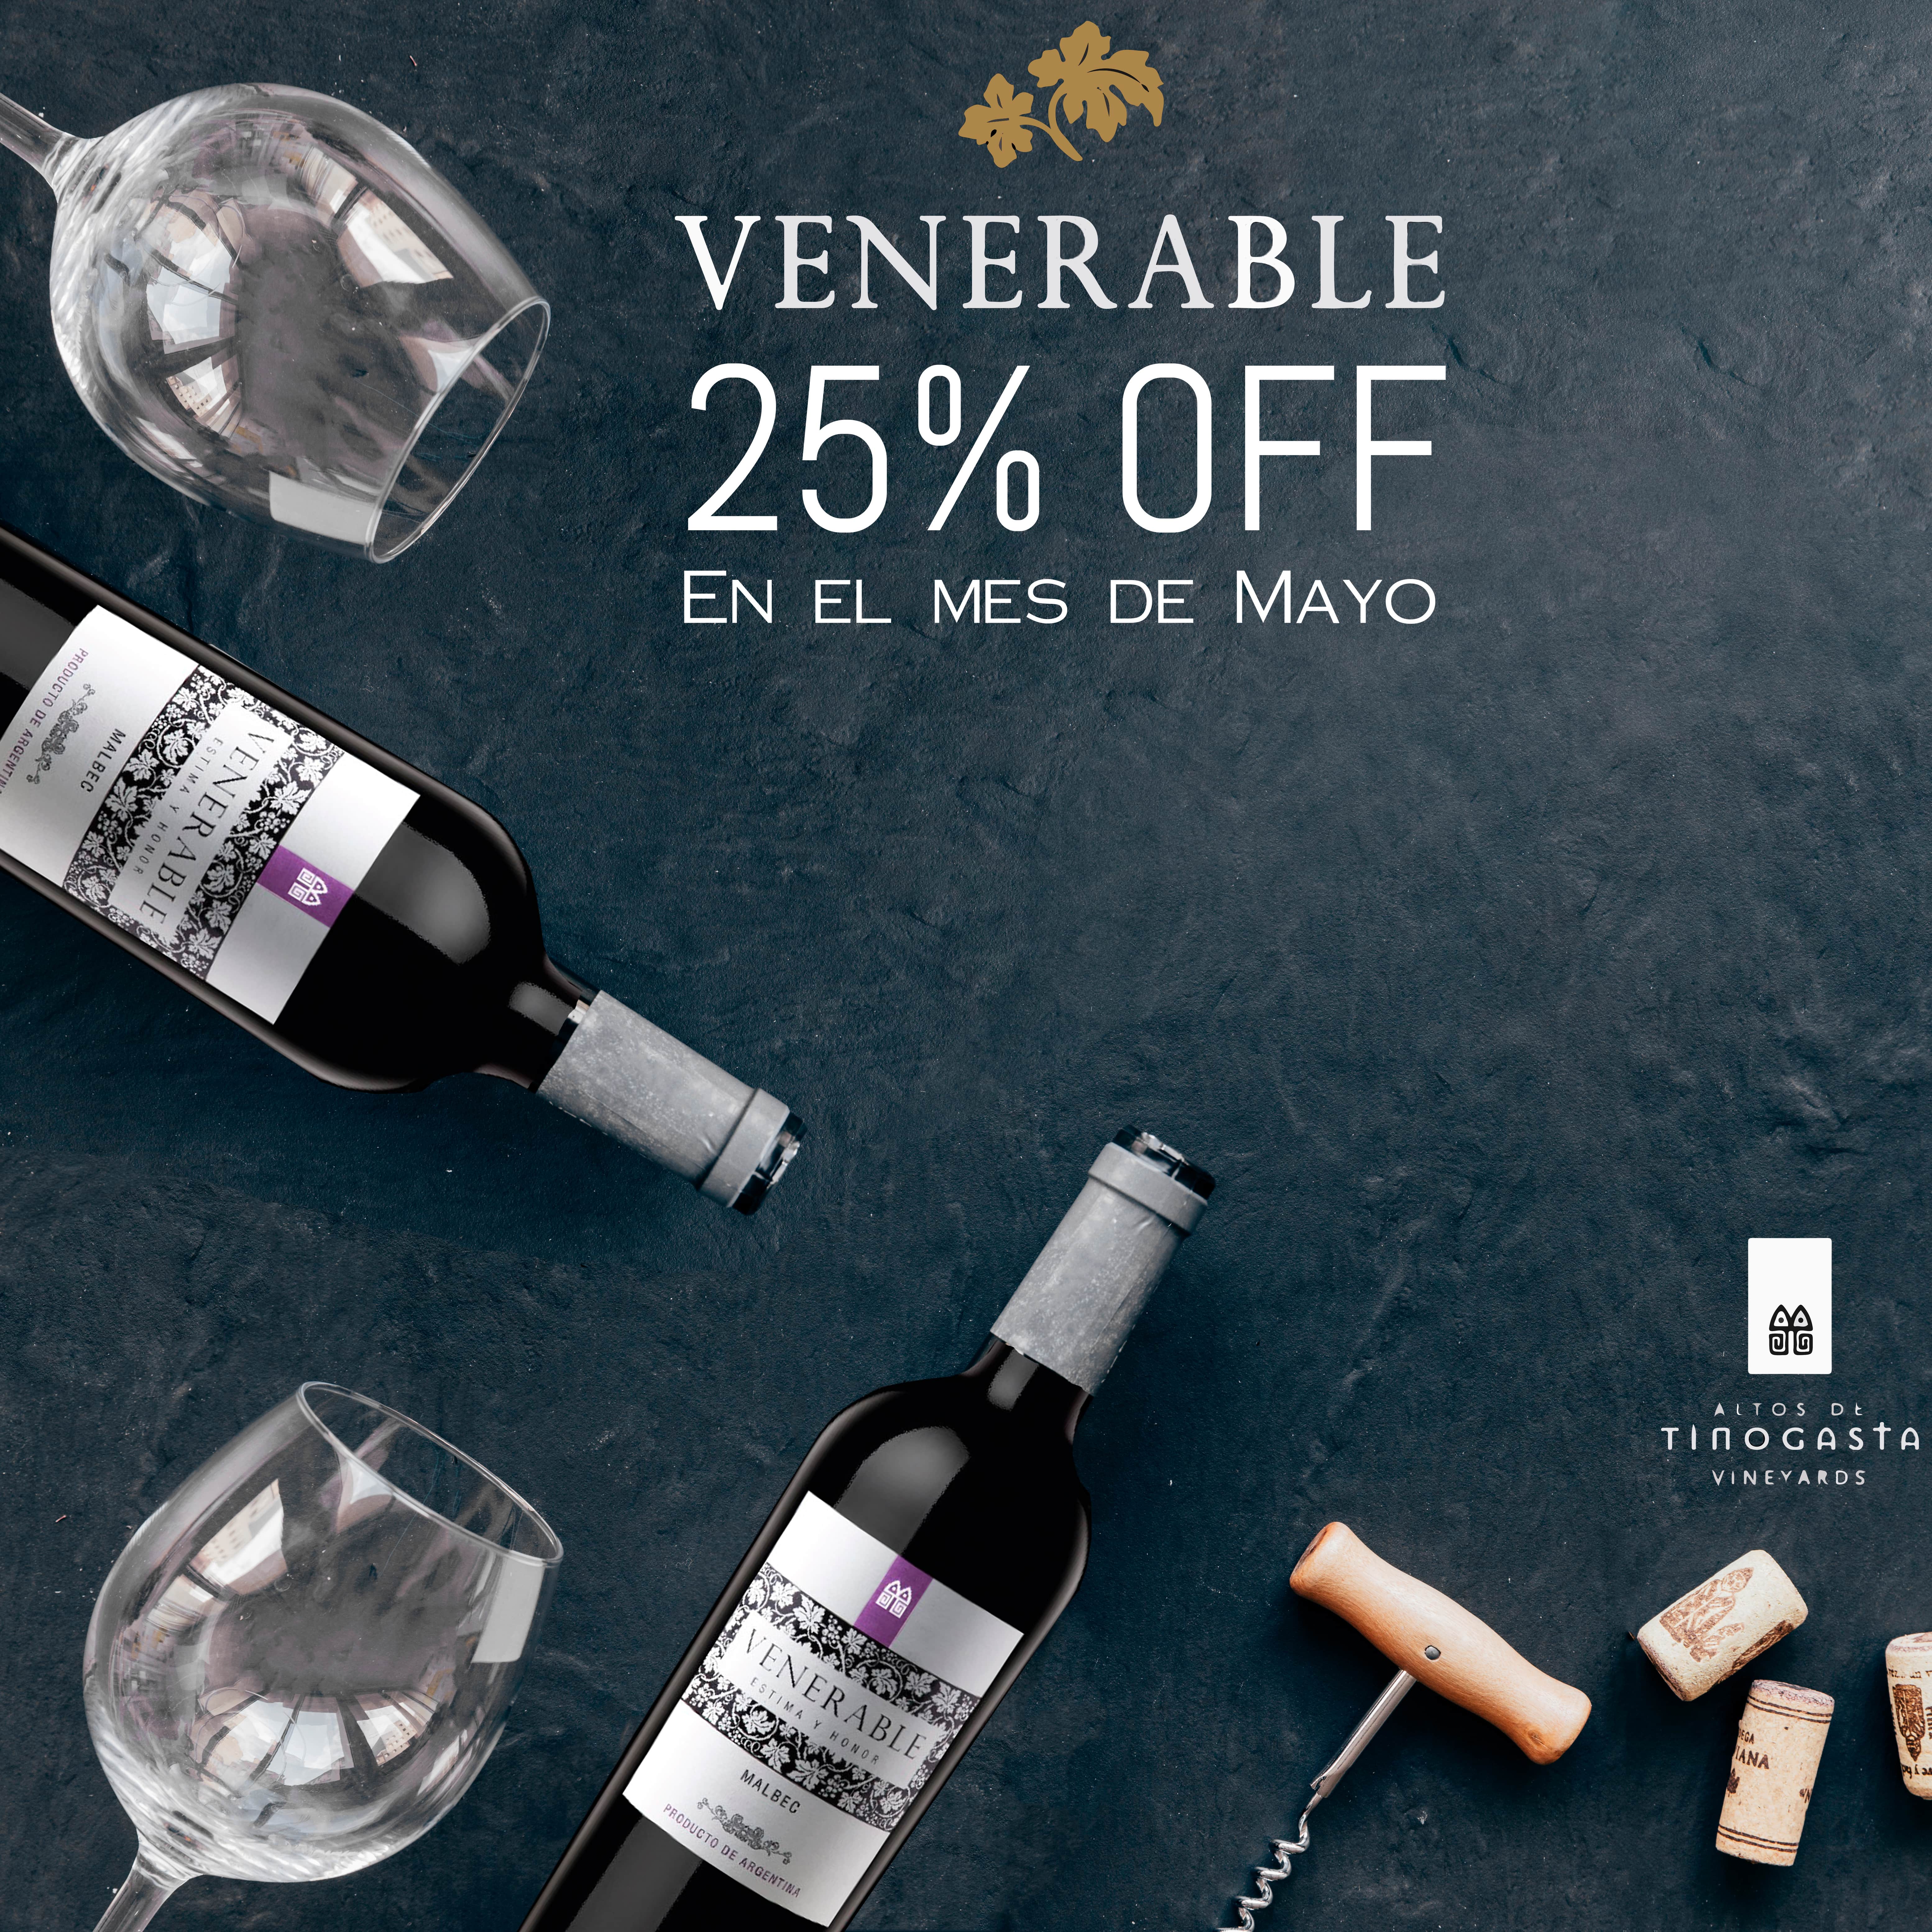 VENERABLE
25% OFF
EN EL MES DE MAYO
VENERABLE
ESTIMA Y HONOR
MALBEC
PRODUCTO DE ARGENTINA
ALTOS DE
TINOGASTA
VINEYARDS
VENERABLE
ESTIMA Y HONOR
MALBEC
PRODUCTO DE ARGENTINA
IANA